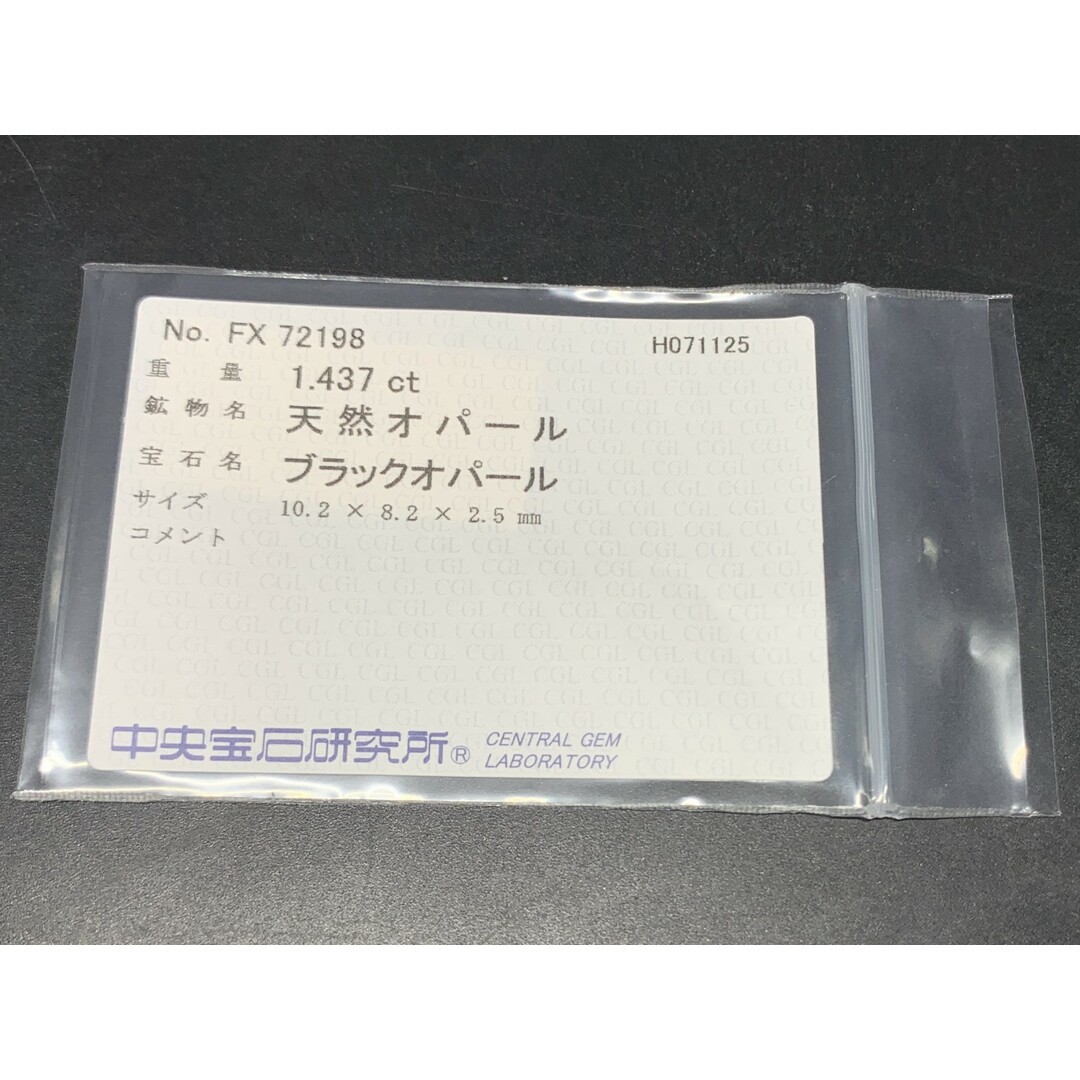 No. FX 72198 H071125
重量 1.437 ct
鉱物名 天然オパール
宝石名 ブラックオパール
サイズ 10.2 × 8.2 × 2.5 ㎜
コメント
中央宝石研究所® CENTRAL GEM LABORATORY